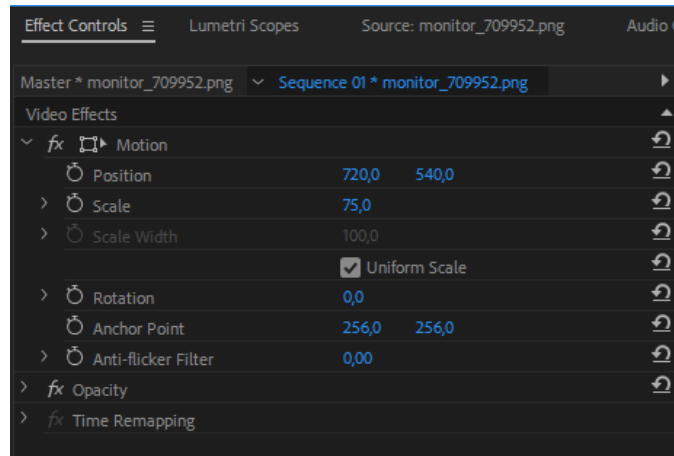 Effect Controls Lumetri Scopes Source: monitor_709952.png Audio
Master * monitor_709952.png Sequence 01 * monitor_709952.png
Video Effects
fx Motion
Position 720,0 540,0
Scale 75,0
Scale Width 100,0
Uniform Scale
Rotation 0,0
Anchor Point 256,0 256,0
Anti-flicker Filter 0,00
fx Opacity
fx Time Remapping